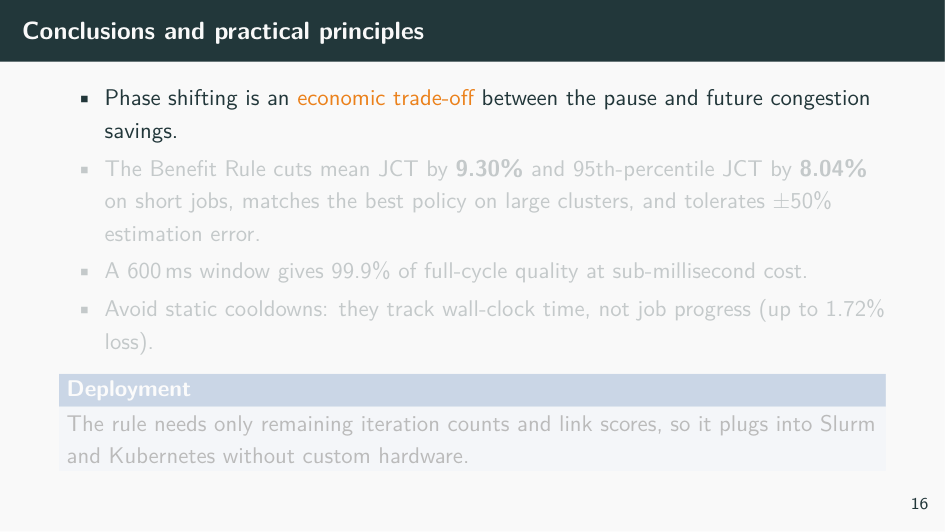 Conclusions and practical principles
▪ Phase shifting is an economic trade-off between the pause and future congestion
savings.
▪ The Benefit Rule cuts mean JCT by 9.30% and 95th-percentile JCT by 8.04%
on short jobs, matches the best policy on large clusters, and tolerates ±50%
estimation error.
▪ A 600 ms window gives 99.9% of full-cycle quality at sub-millisecond cost.
▪ Avoid static cooldowns: they track wall-clock time, not job progress (up to 1.72%
loss).
Deployment
The rule needs only remaining iteration counts and link scores, so it plugs into Slurm
and Kubernetes without custom hardware.
16